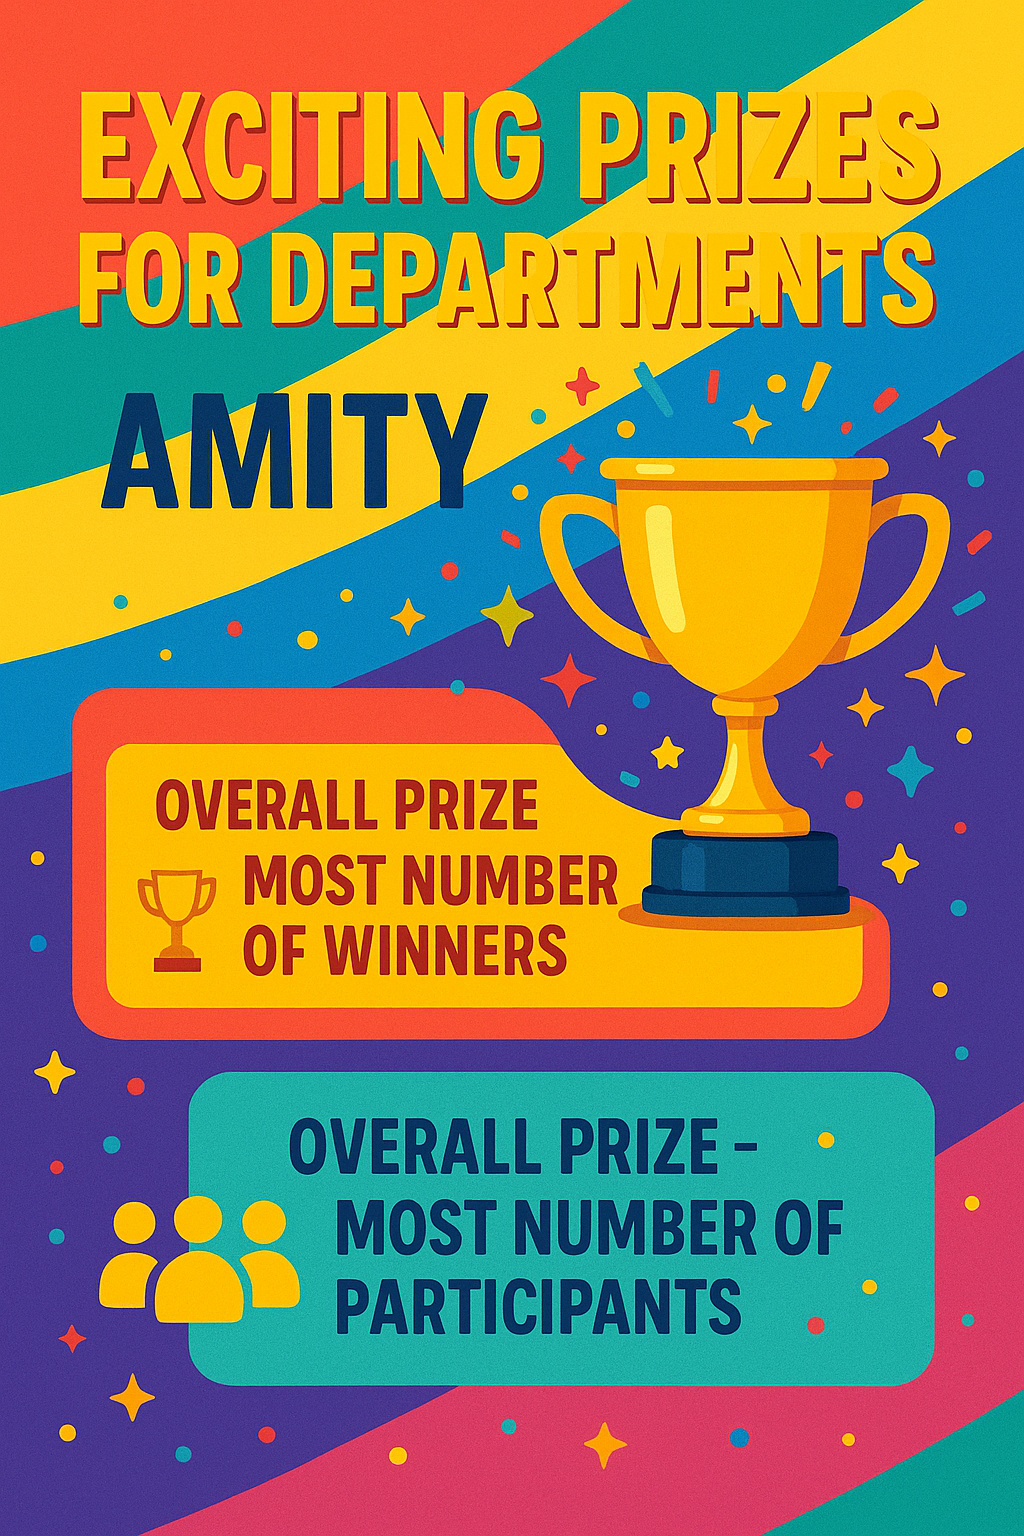 EXCITING PRIZES
FOR DEPARTMENTS
AMITY
OVERALL PRIZE
MOST NUMBER
OF WINNERS
OVERALL PRIZE –
MOST NUMBER OF
PARTICIPANTS